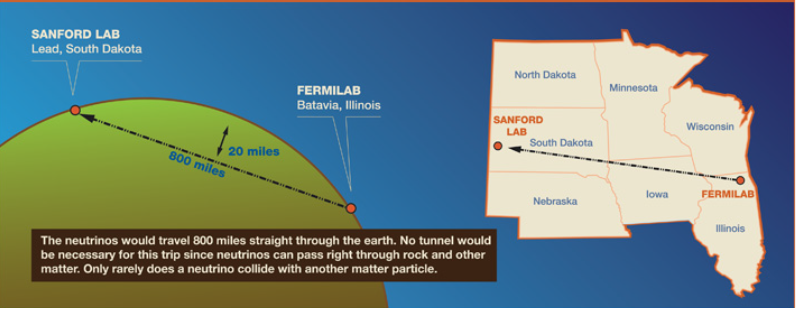 SANFORD LAB
Lead, South Dakota
FERMILAB
Batavia, Illinois
20 miles
800 miles
The neutrinos would travel 800 miles straight through the earth. No tunnel would
be necessary for this trip since neutrinos can pass right through rock and other
matter. Only rarely does a neutrino collide with another matter particle.
North Dakota
Minnesota
SANFORD
LAB
Wisconsin
South Dakota
Nebraska
Iowa
FERMILAB
Illinois